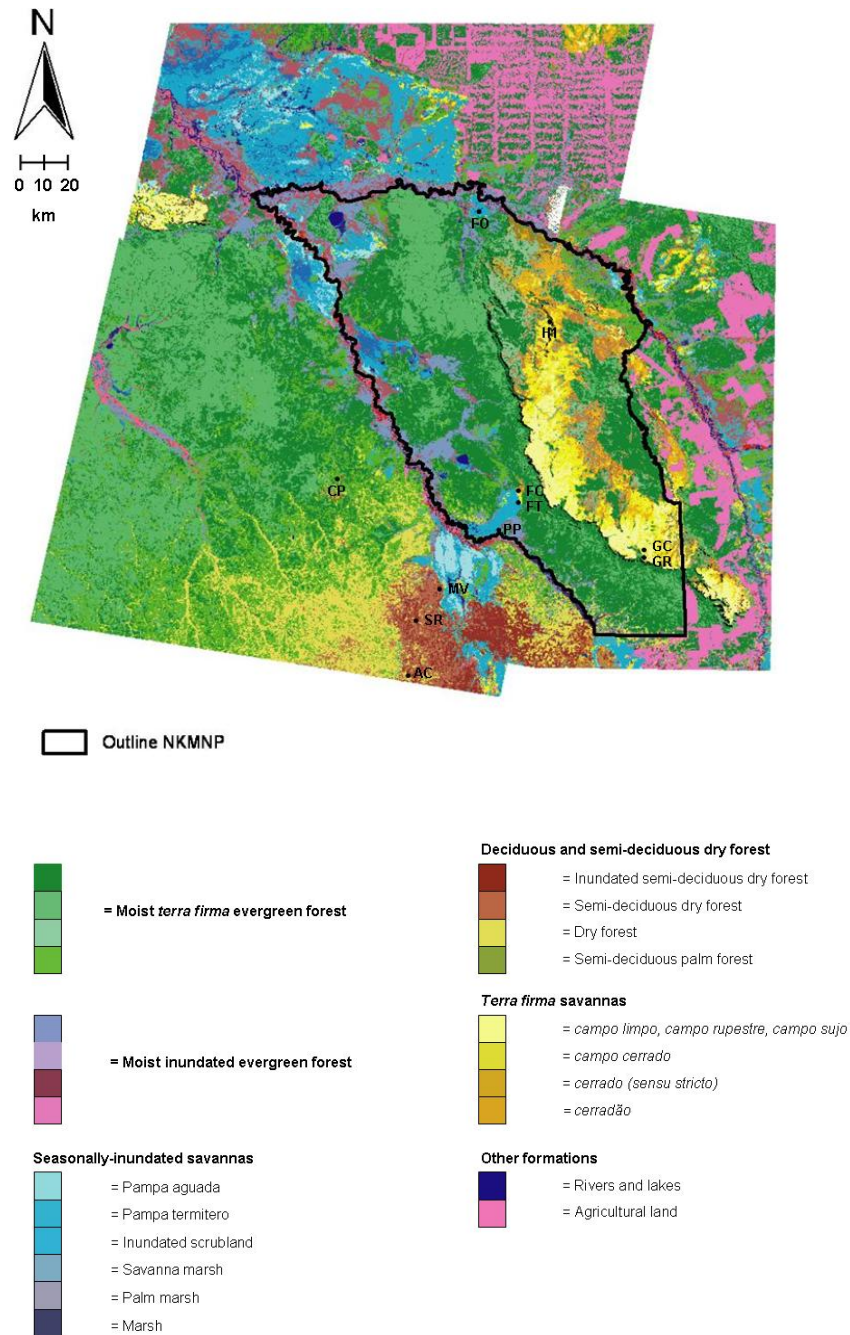 N
0 10 20
km
FO
HM
CP
FC
FT
PP
GC
GR
MV
SR
AC
Outline NKMNP
= Moist terra firma evergreen forest
= Moist inundated evergreen forest
Seasonally-inundated savannas
= Pampa aguada
= Pampa termitero
= Inundated scrubland
= Savanna marsh
= Palm marsh
= Marsh
Deciduous and semi-deciduous dry forest
= Inundated semi-deciduous dry forest
= Semi-deciduous dry forest
= Dry forest
= Semi-deciduous palm forest
Terra firma savannas
= campo limpo, campo rupestre, campo sujo
= campo cerrado
= cerrado (sensu stricto)
= cerradão
Other formations
= Rivers and lakes
= Agricultural land